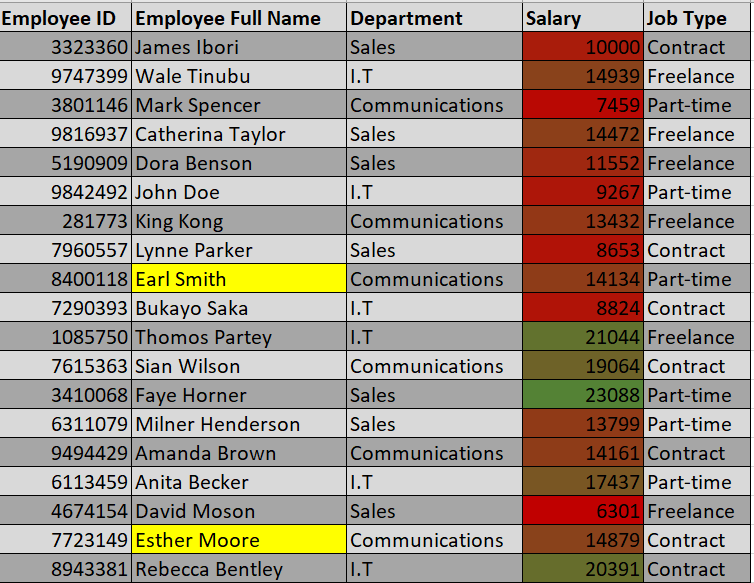 Employee ID Employee Full Name Department Salary Job Type
3323360 James Ibori Sales 10000 Contract
9747399 Wale Tinubu I.T 14939 Freelance
3801146 Mark Spencer Communications 7459 Part-time
9816937 Catherina Taylor Sales 14472 Freelance
5190909 Dora Benson Sales 11552 Freelance
9842492 John Doe I.T 9267 Part-time
281773 King Kong Communications 13432 Freelance
7960557 Lynne Parker Sales 8653 Contract
8400118 Earl Smith Communications 14134 Part-time
7290393 Bukayo Saka I.T 8824 Contract
1085750 Thomos Partey I.T 21044 Freelance
7615363 Sian Wilson Communications 19064 Contract
3410068 Faye Horner Sales 23088 Part-time
6311079 Milner Henderson Sales 13799 Part-time
9494429 Amanda Brown Communications 14161 Contract
6113459 Anita Becker I.T 17437 Part-time
4674154 David Moson Sales 6301 Freelance
7723149 Esther Moore Communications 14879 Contract
8943381 Rebecca Bentley I.T 20391 Contract